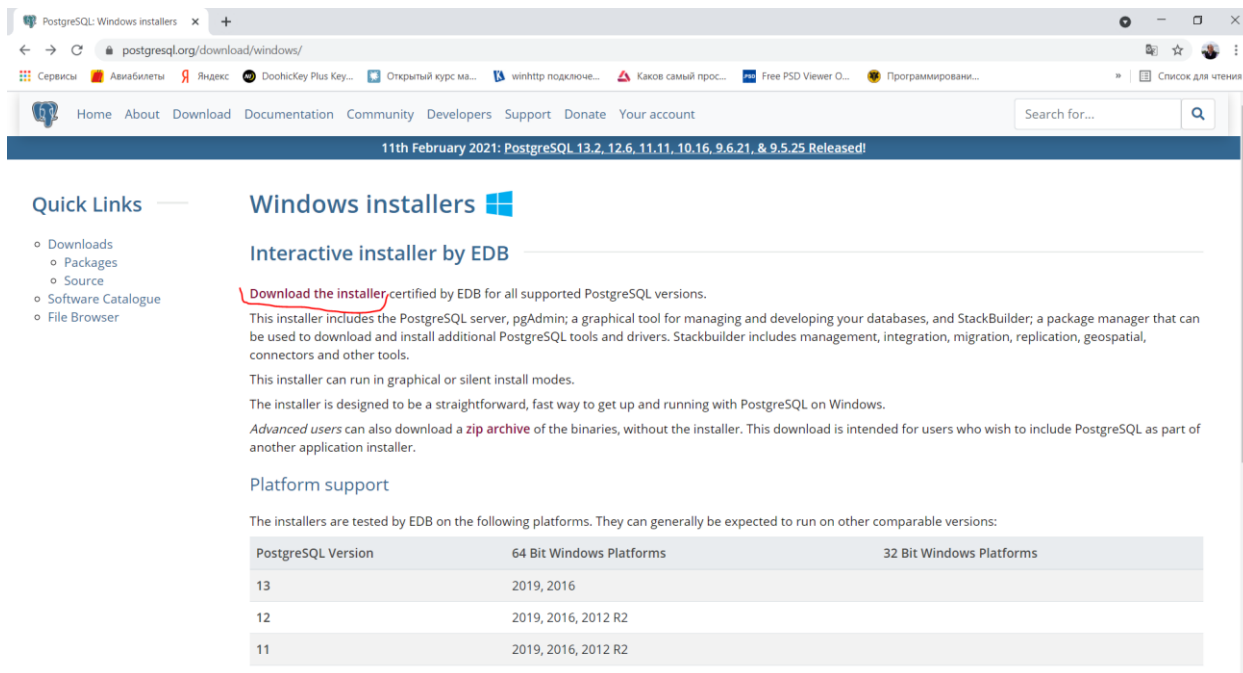 PostgreSQL: Windows installers
postgresql.org/download/windows/
Сервисы Авиабилеты Яндекс DoohicKey Plus Key... Открытый курс ма... winhttp подключе... Каков самый прос... Free PSD Viewer O... Программировани... » Список для чтения
Home About Download Documentation Community Developers Support Donate Your account Search for...
11th February 2021: PostgreSQL 13.2, 12.6, 11.11, 10.16, 9.6.21, & 9.5.25 Released!
Quick Links
Downloads
Packages
Source
Software Catalogue
File Browser
Windows installers
Interactive installer by EDB
Download the installer certified by EDB for all supported PostgreSQL versions.
This installer includes the PostgreSQL server, pgAdmin; a graphical tool for managing and developing your databases, and StackBuilder; a package manager that can
be used to download and install additional PostgreSQL tools and drivers. Stackbuilder includes management, integration, migration, replication, geospatial,
connectors and other tools.
This installer can run in graphical or silent install modes.
The installer is designed to be a straightforward, fast way to get up and running with PostgreSQL on Windows.
Advanced users can also download a zip archive of the binaries, without the installer. This download is intended for users who wish to include PostgreSQL as part of
another application installer.
Platform support
The installers are tested by EDB on the following platforms. They can generally be expected to run on other comparable versions:
PostgreSQL Version 64 Bit Windows Platforms 32 Bit Windows Platforms
13 2019, 2016
12 2019, 2016, 2012 R2
11 2019, 2016, 2012 R2